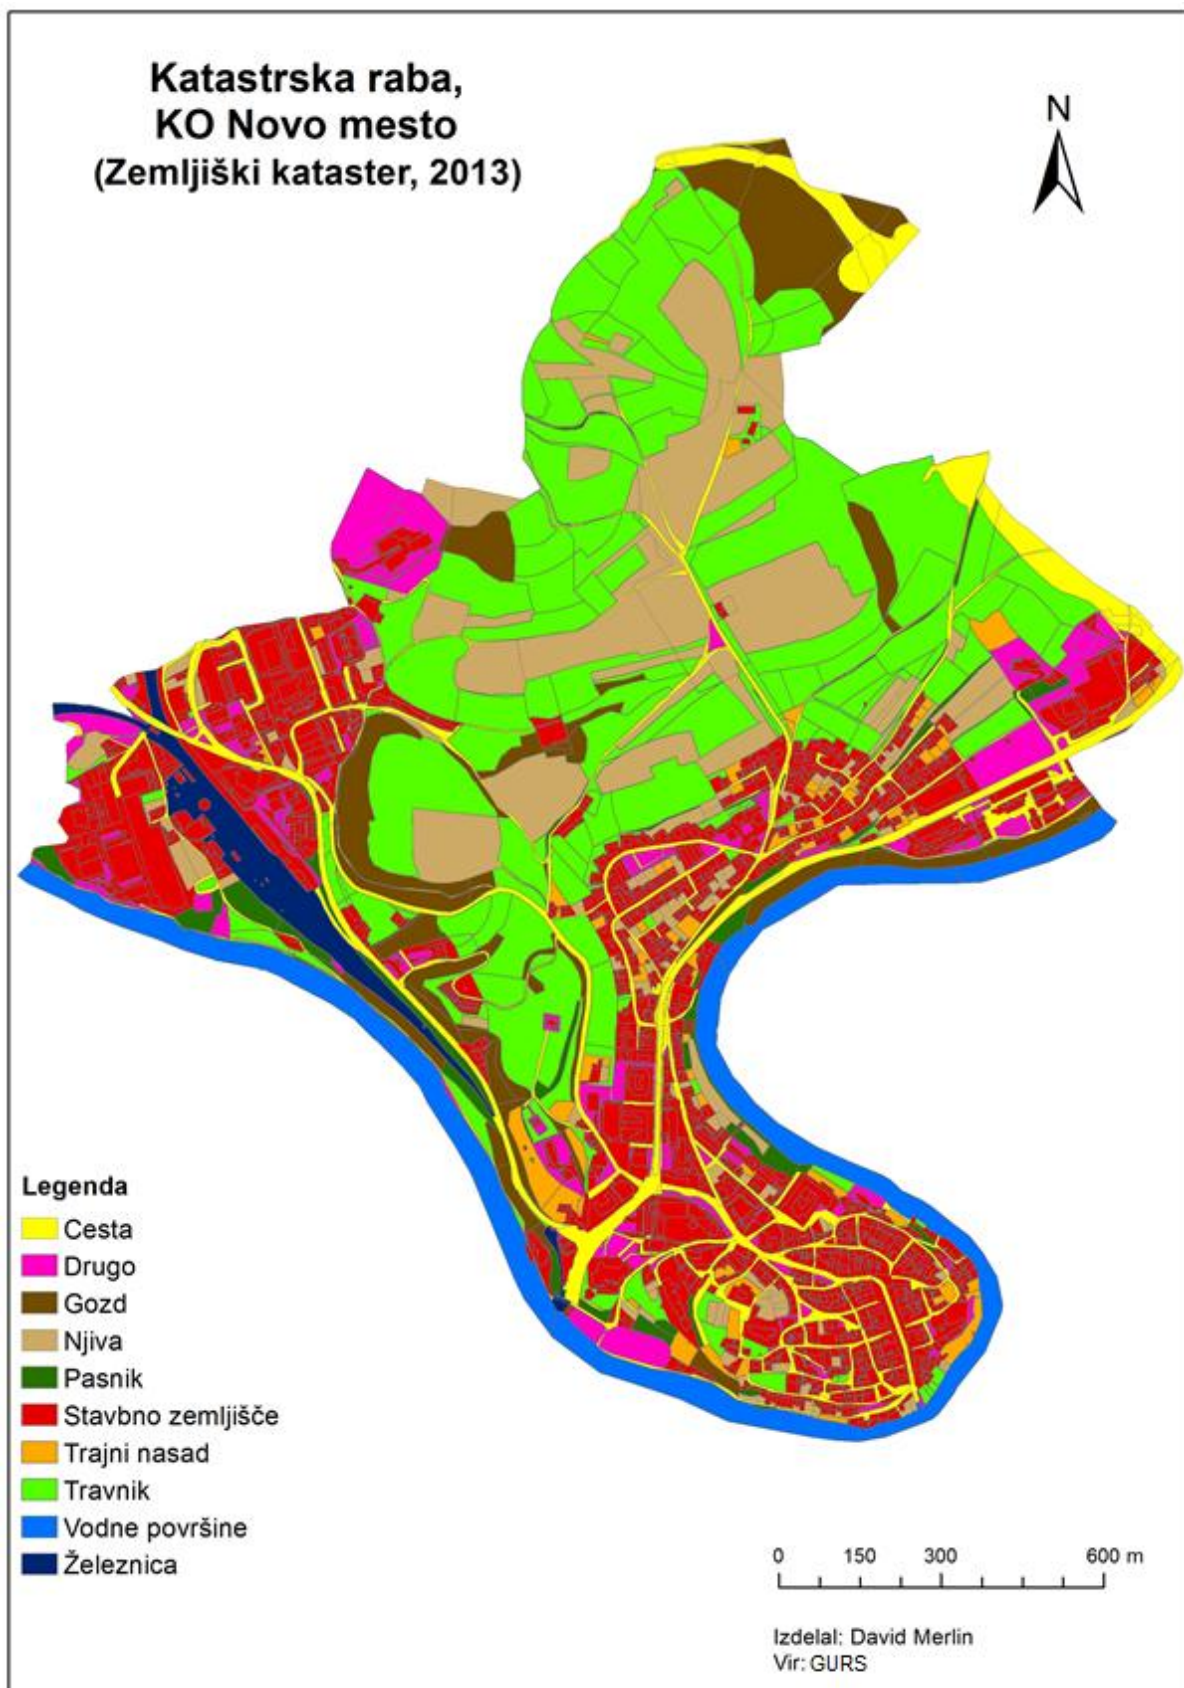 Katastrska raba,
KO Novo mesto
(Zemljiški kataster, 2013)
N
Legenda
Cesta
Drugo
Gozd
Njiva
Pasnik
Stavbno zemljišče
Trajni nasad
Travnik
Vodne površine
Železnica
0 150 300 600 m
Izdelal: David Merlin
Vir: GURS